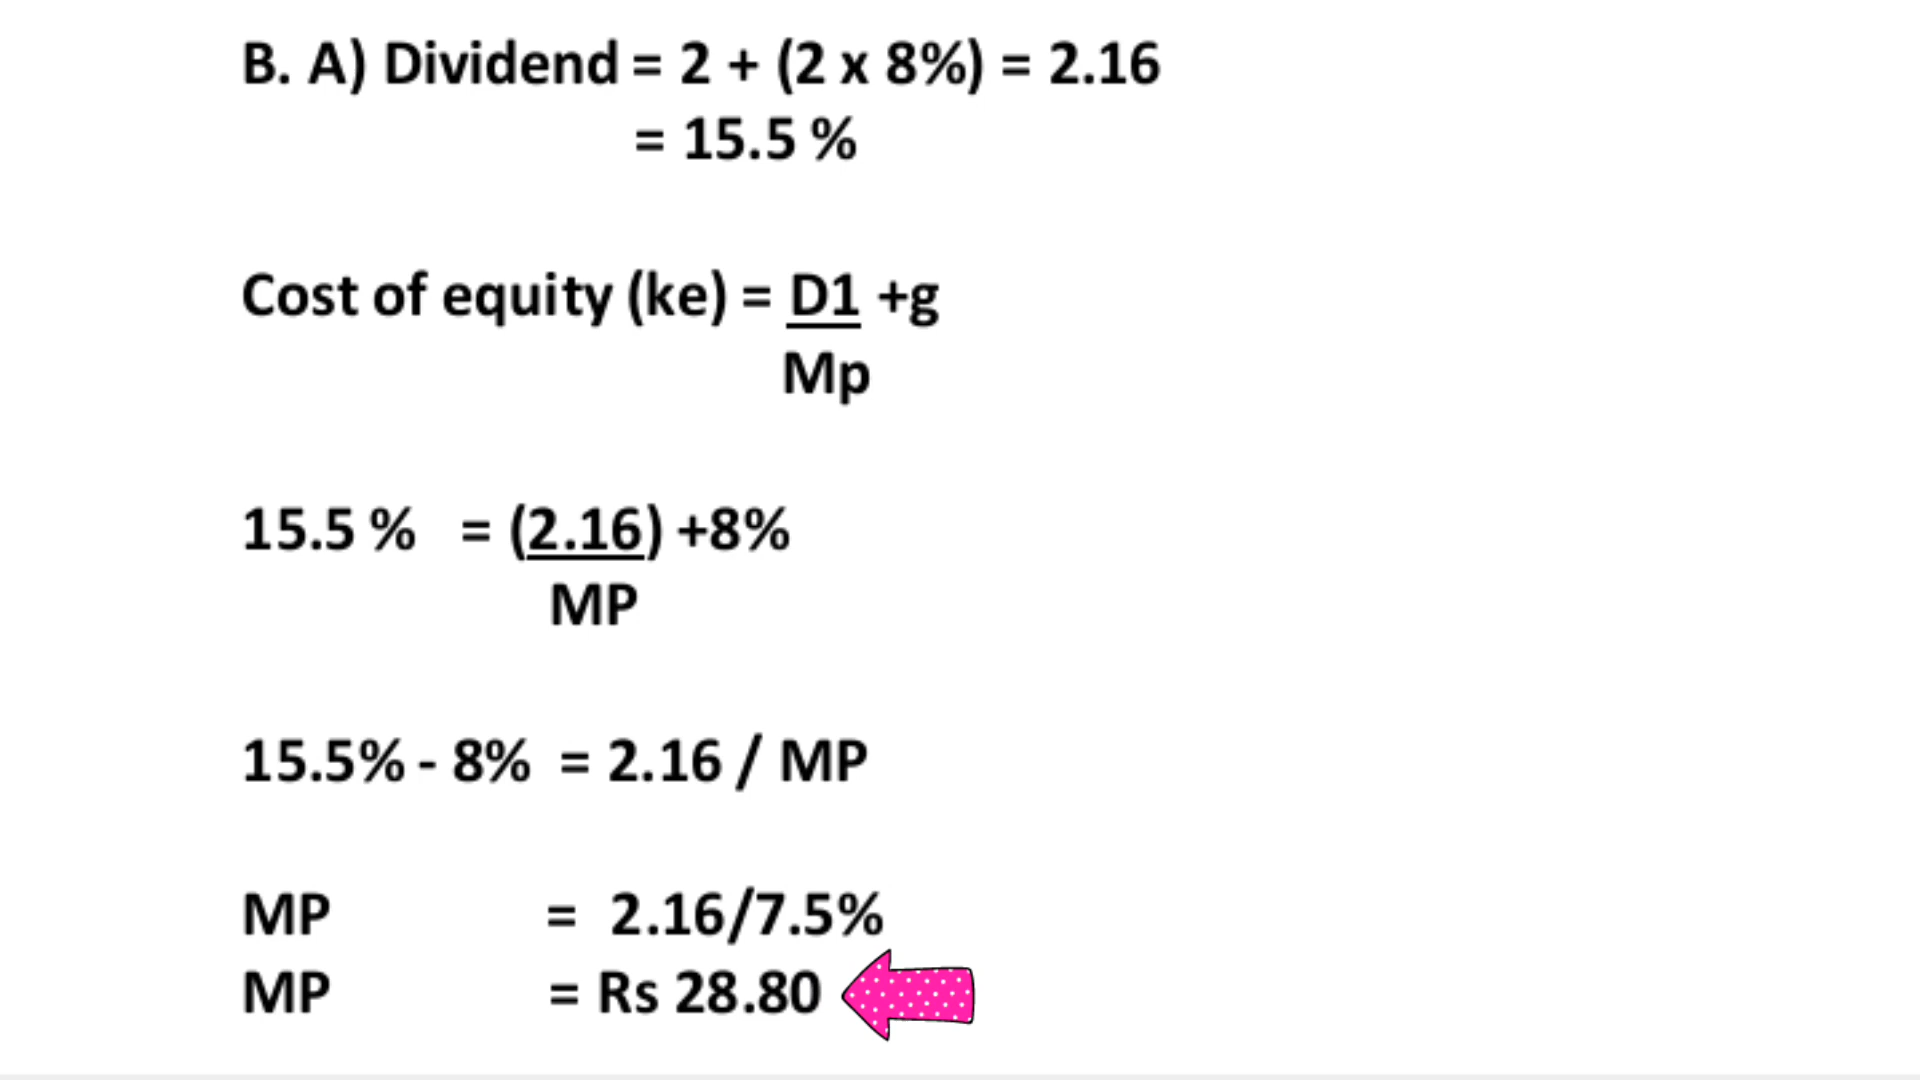 B. A) Dividend = 2 + (2 x 8%) = 2.16
= 15.5 %
Cost of equity (ke) = D1 +g
Mp
15.5 % = (2.16) +8%
MP
15.5% - 8% = 2.16 / MP
MP = 2.16/7.5%
MP = Rs 28.80